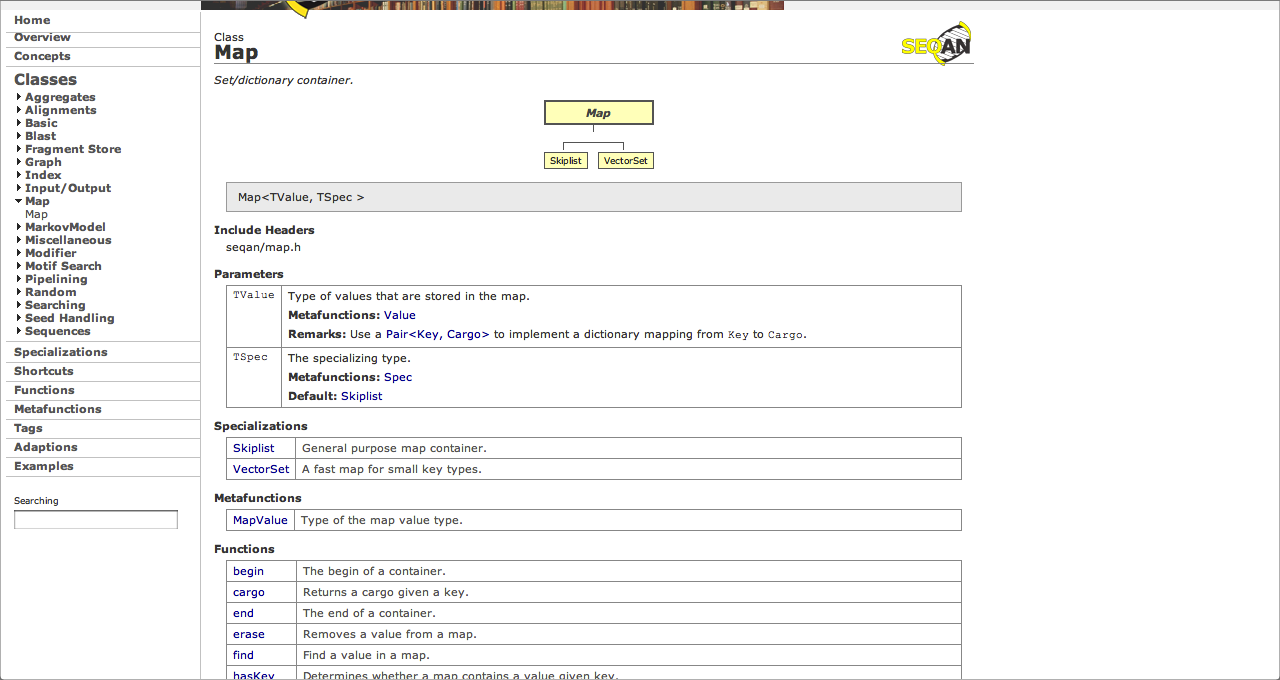 Home
Overview
Concepts
Classes
Aggregates
Alignments
Basic
Blast
Fragment Store
Graph
Index
Input/Output
Map
Map
MarkovModel
Miscellaneous
Modifier
Motif Search
Pipelining
Random
Searching
Seed Handling
Sequences
Specializations
Shortcuts
Functions
Metafunctions
Tags
Adaptions
Examples
Searching
Class
Map
SEQAN
Set/dictionary container.
Map
Skiplist VectorSet
Map<TValue, TSpec >
Include Headers
seqan/map.h
Parameters
TValue Type of values that are stored in the map.
Metafunctions: Value
Remarks: Use a Pair<Key, Cargo> to implement a dictionary mapping from Key to Cargo.
TSpec The specializing type.
Metafunctions: Spec
Default: Skiplist
Specializations
Skiplist General purpose map container.
VectorSet A fast map for small key types.
Metafunctions
MapValue Type of the map value type.
Functions
begin The begin of a container.
cargo Returns a cargo given a key.
end The end of a container.
erase Removes a value from a map.
find Find a value in a map.
hasKey Determines whether a map contains a value given key.